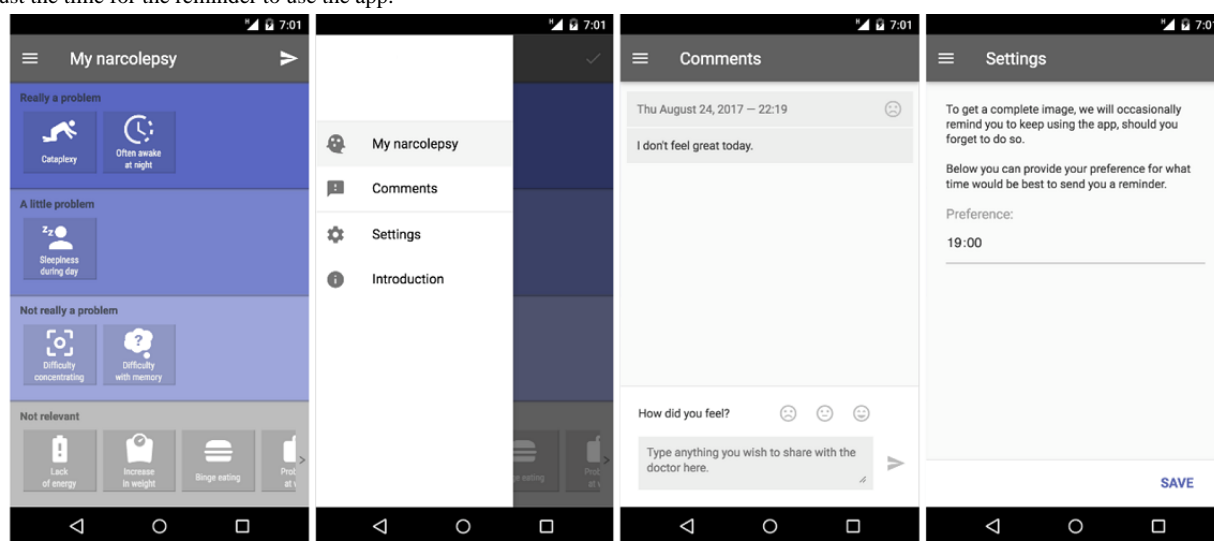 ust the time for the reminder to use the app.
7:01
My narcolepsy
Really a problem
Cataplexy
Often awake
at night
A little problem
Sleepiness
during day
Not really a problem
Difficulty
concentrating
Difficulty
with memory
Not relevant
Lack
of energy
Increase
in weight
Binge eating
Prol
at v
7:01
My narcolepsy
Comments
Settings
Introduction
7:01
Comments
Thu August 24, 2017 – 22:19
I don't feel great today.
How did you feel?
Type anything you wish to share with the
doctor here.
7:01
Settings
To get a complete image, we will occasionally
remind you to keep using the app, should you
forget to do so.
Below you can provide your preference for what
time would be best to send you a reminder.
Preference:
19:00
SAVE